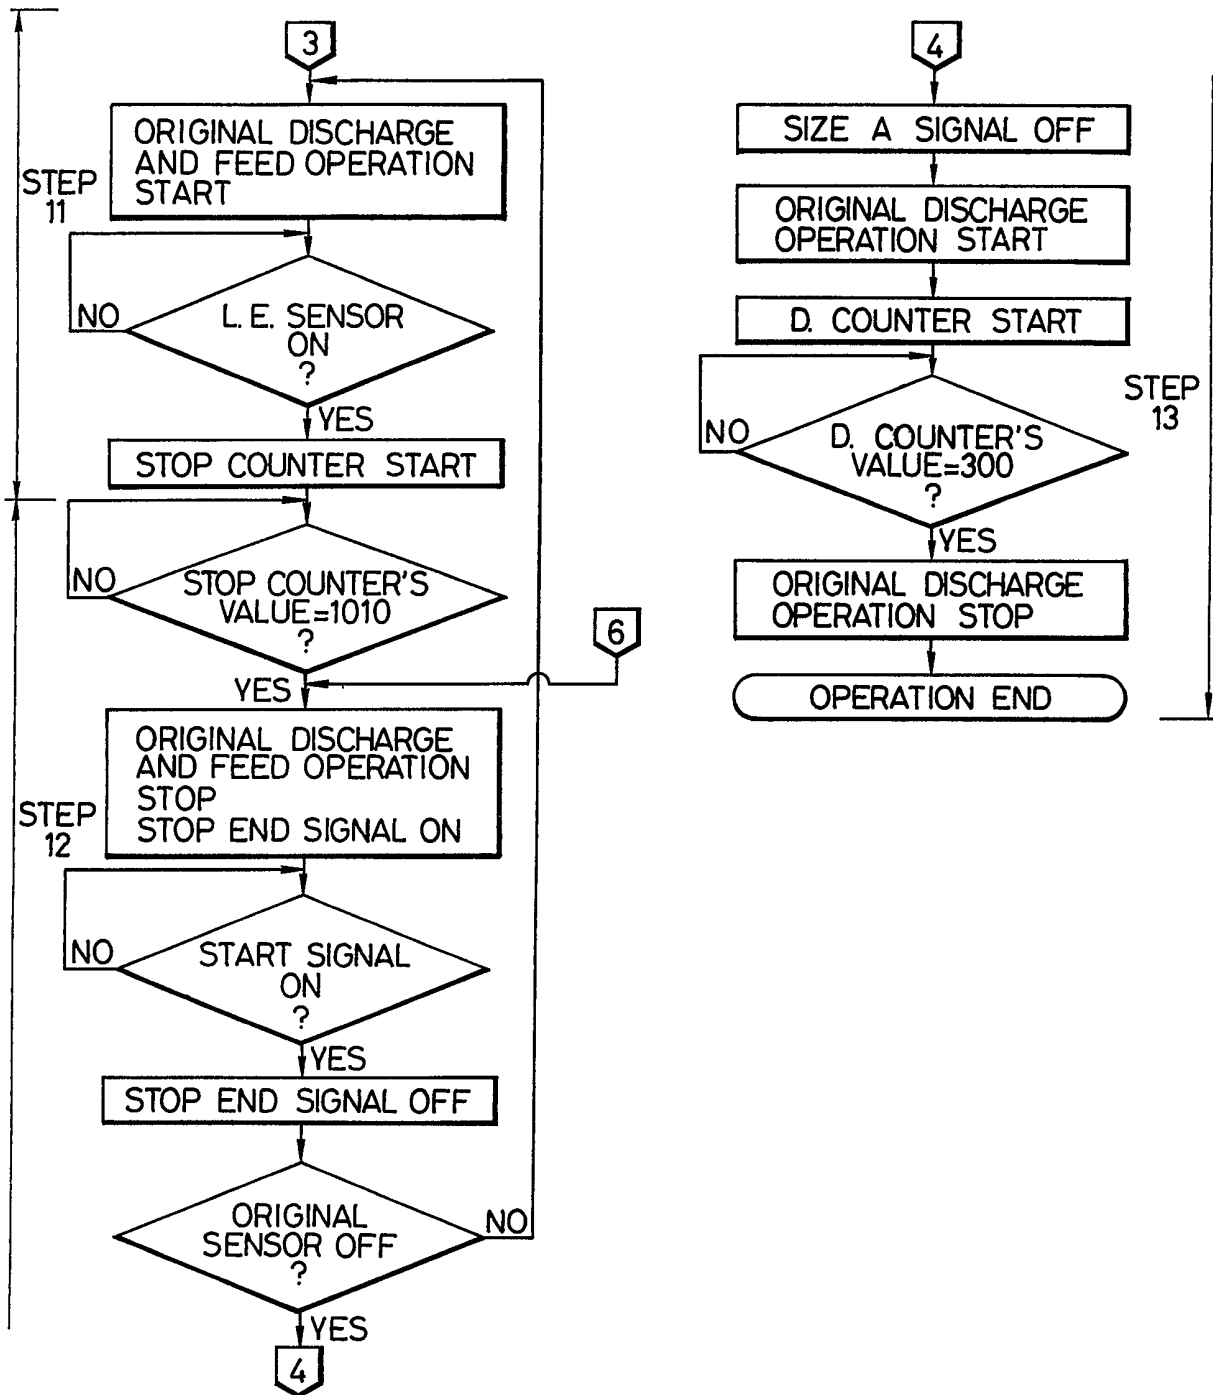 3
ORIGINAL DISCHARGE
AND FEED OPERATION
START
STEP
11
NO
L. E. SENSOR
ON
?
YES
STOP COUNTER START
NO
STOP COUNTER'S
VALUE=1010
?
YES
6
ORIGINAL DISCHARGE
AND FEED OPERATION
STOP
STOP END SIGNAL ON
STEP
12
NO
START SIGNAL
ON
?
YES
STOP END SIGNAL OFF
ORIGINAL
SENSOR OFF
?
NO
YES
4
4
SIZE A SIGNAL OFF
ORIGINAL DISCHARGE
OPERATION START
D. COUNTER START
NO
D. COUNTER'S
VALUE=300
?
STEP
13
YES
ORIGINAL DISCHARGE
OPERATION STOP
OPERATION END